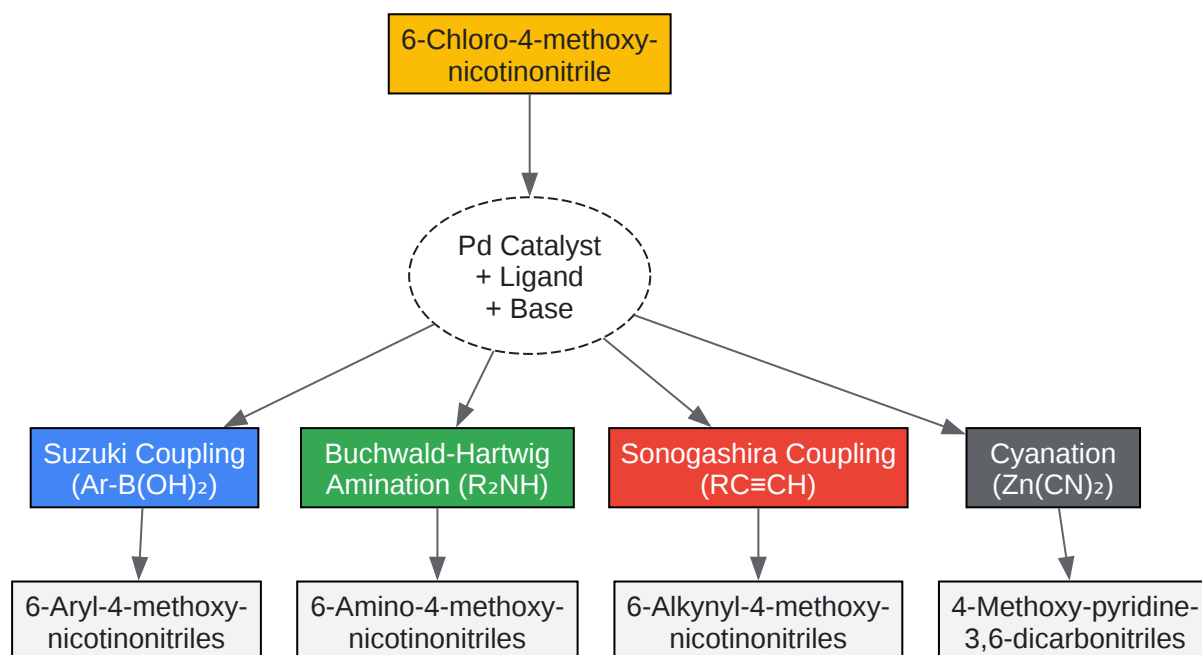 6-Chloro-4-methoxy-
nicotinonitrile
Pd Catalyst
+ Ligand
+ Base
Suzuki Coupling
(Ar-B(OH)₂)
Buchwald-Hartwig
Amination (R₂NH)
Sonogashira Coupling
(RC≡CH)
Cyanation
(Zn(CN)₂)
6-Aryl-4-methoxy-
nicotinonitriles
6-Amino-4-methoxy-
nicotinonitriles
6-Alkynyl-4-methoxy-
nicotinonitriles
4-Methoxy-pyridine-
3,6-dicarbonitriles